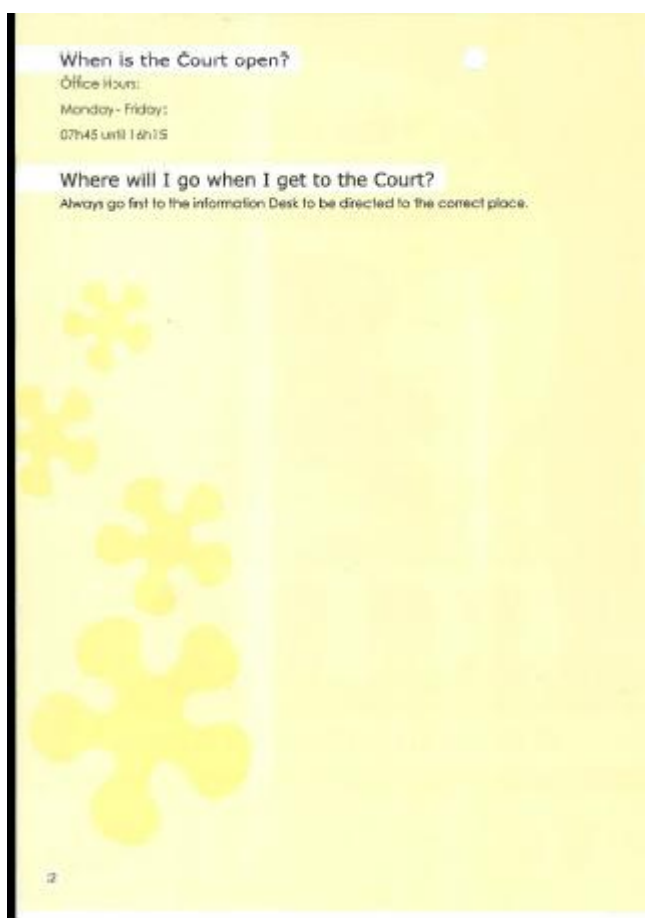 When is the Court open?
Office Hours:
Monday - Friday:
07h45 until 16h15
Where will I go when I get to the Court?
Always go first to the information Desk to be directed to the correct place.
2